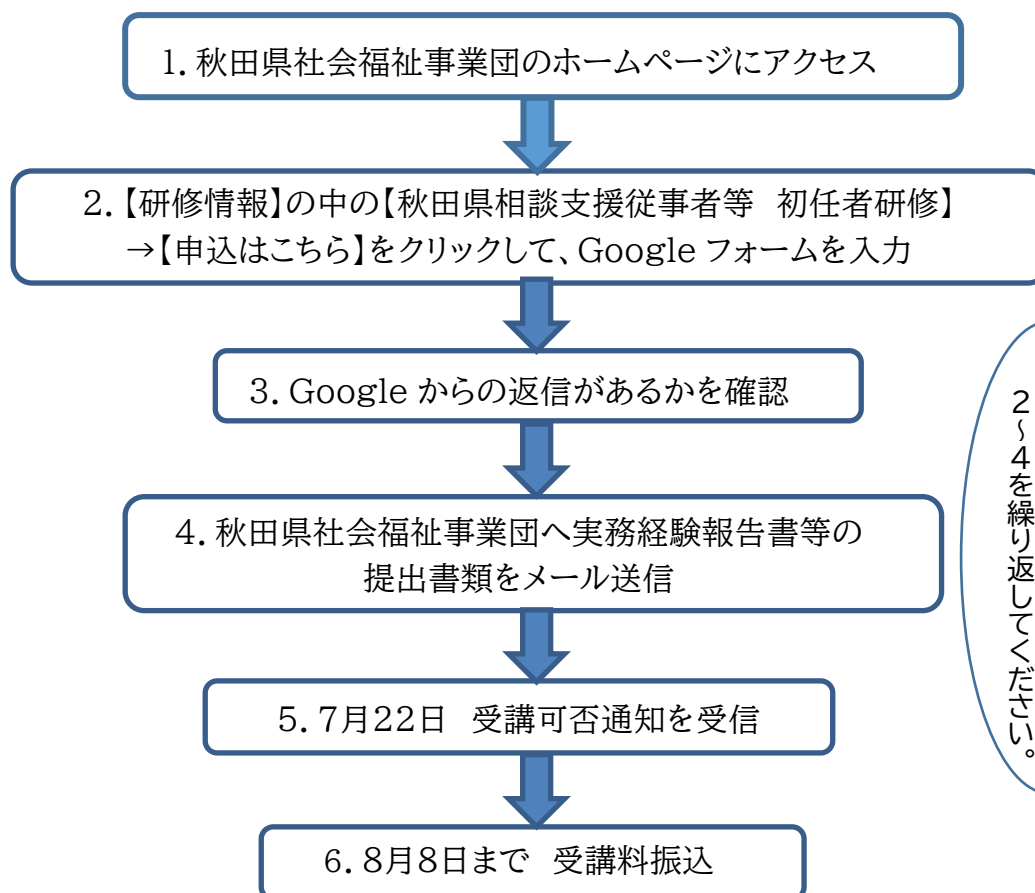 1．秋田県社会福祉事業団のホームページにアクセス
2．【研修情報】の中の【秋田県相談支援従事者等　初任者研修】
→【申込はこちら】をクリックして、Google フォームを入力
3．Google からの返信があるかを確認
4．秋田県社会福祉事業団へ実務経験報告書等の
提出書類をメール送信
5．7月22日　受講可否通知を受信
6．8月8日まで　受講料振込
2～4を繰り返してください。